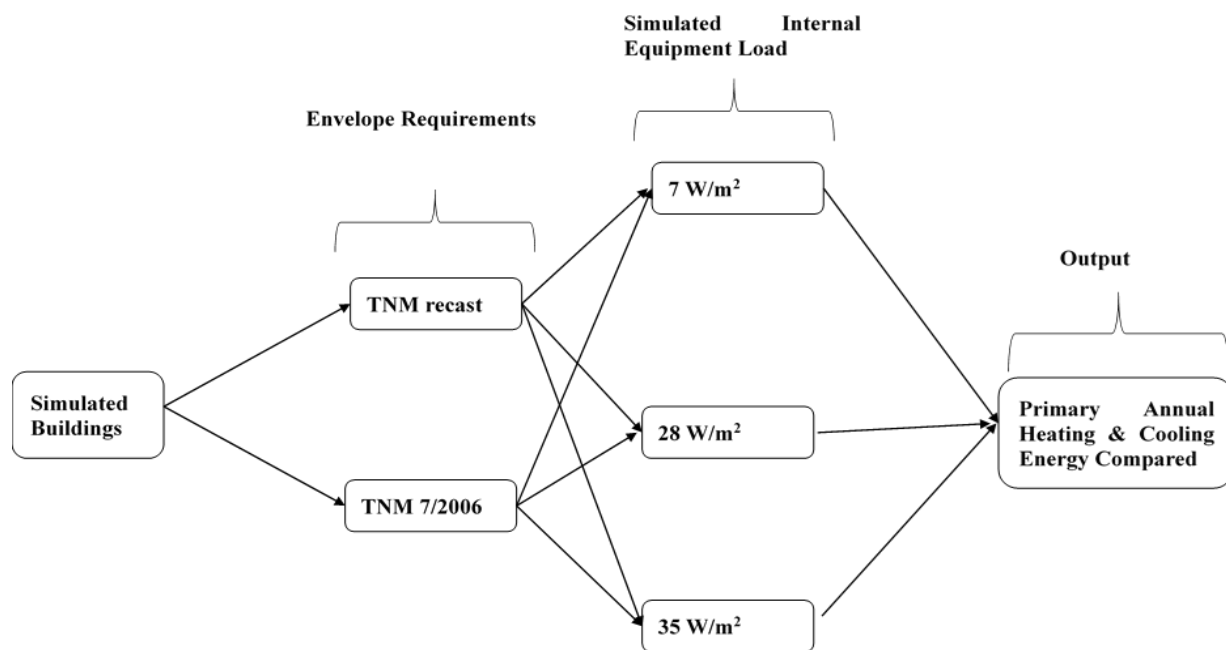 Simulated Internal
Equipment Load
Envelope Requirements
7 W/m²
Output
TNM recast
Simulated
Buildings
Primary Annual
Heating & Cooling
Energy Compared
28 W/m²
TNM 7/2006
35 W/m²